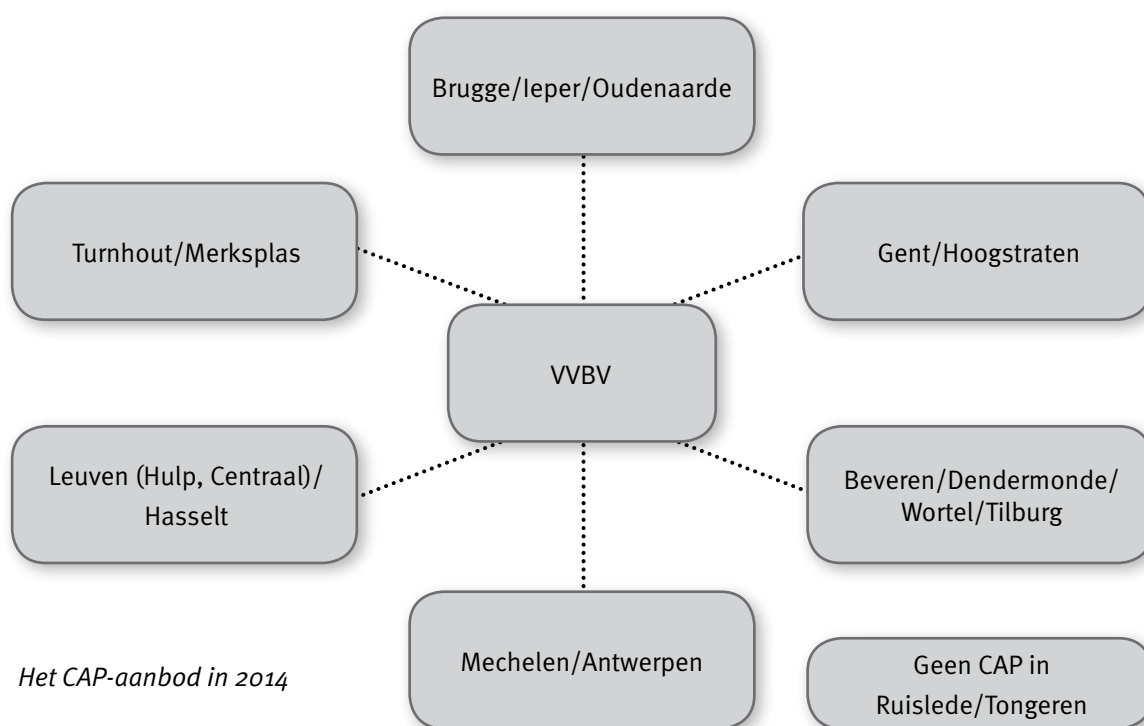 Brugge/Ieper/Oudenaarde
Turnhout/Merksplas
Gent/Hoogstraten
VVBV
Leuven (Hulp, Centraal)/
Hasselt
Beveren/Dendermonde/
Wortel/Tilburg
Mechelen/Antwerpen
Geen CAP in
Ruislede/Tongeren
Het CAP-aanbod in 2014